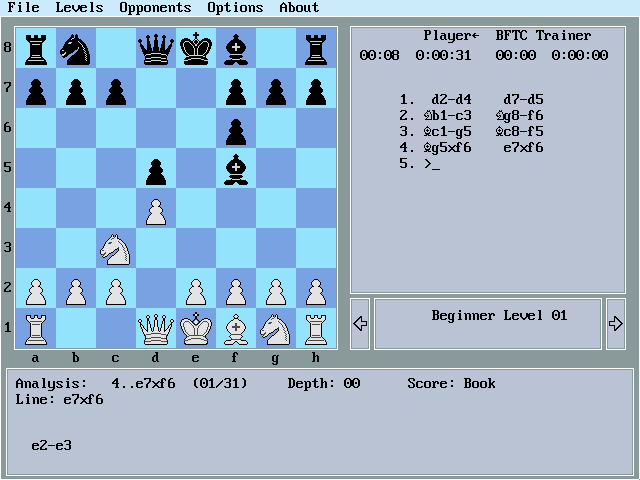 File Levels Opponents Options About
Player← BFTC Trainer
00:08 0:00:31 00:00 0:00:00
1. d2-d4 d7-d5
2. ♘b1-c3 ♘g8-f6
3. ♗c1-g5 ♗c8-f5
4. ♗g5xf6 e7xf6
5. >_
8
7
6
5
4
3
2
1
a b c d e f g h
Beginner Level 01
Analysis: 4..e7xf6 (01/31) Depth: 00 Score: Book
Line: e7xf6
e2-e3